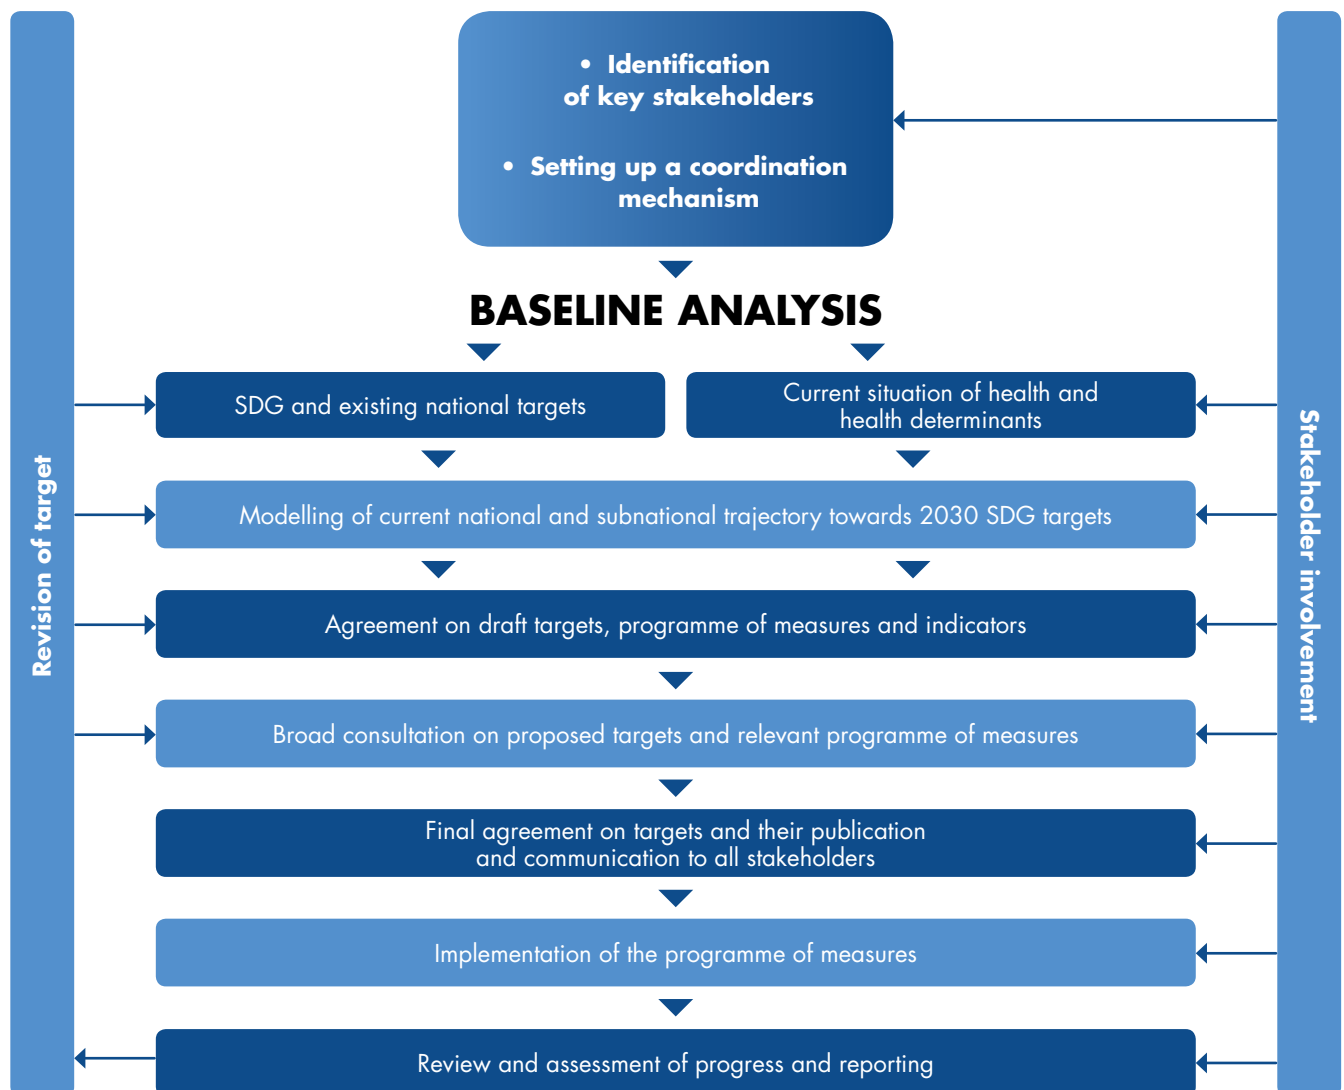 • Identification
of key stakeholders
• Setting up a coordination
mechanism
BASELINE ANALYSIS
SDG and existing national targets
Current situation of health and
health determinants
Modelling of current national and subnational trajectory towards 2030 SDG targets
Agreement on draft targets, programme of measures and indicators
Broad consultation on proposed targets and relevant programme of measures
Final agreement on targets and their publication
and communication to all stakeholders
Implementation of the programme of measures
Review and assessment of progress and reporting
Revision of target
Stakeholder involvement